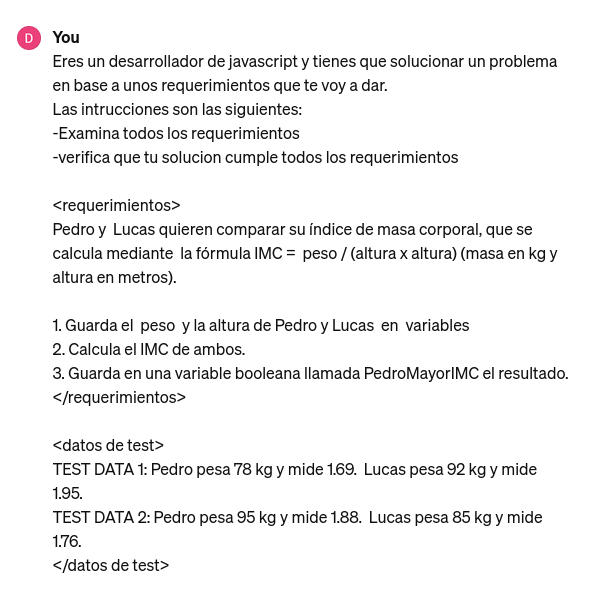 D You
Eres un desarrollador de javascript y tienes que solucionar un problema
en base a unos requerimientos que te voy a dar.
Las intrucciones son las siguientes:
-Examina todos los requerimientos
-verifica que tu solucion cumple todos los requerimientos
<requerimientos>
Pedro y Lucas quieren comparar su índice de masa corporal, que se
calcula mediante la fórmula IMC = peso / (altura x altura) (masa en kg y
altura en metros).
1. Guarda el peso y la altura de Pedro y Lucas en variables
2. Calcula el IMC de ambos.
3. Guarda en una variable booleana llamada PedroMayorIMC el resultado.
</requerimientos>
<datos de test>
TEST DATA 1: Pedro pesa 78 kg y mide 1.69. Lucas pesa 92 kg y mide
1.95.
TEST DATA 2: Pedro pesa 95 kg y mide 1.88. Lucas pesa 85 kg y mide
1.76.
</datos de test>